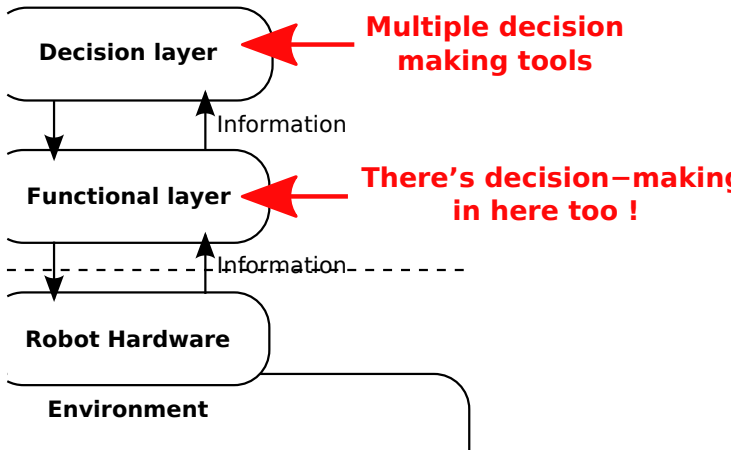 Decision layer
Multiple decision
making tools
Information
Functional layer
There’s decision−making
in here too !
Information
Robot Hardware
Environment